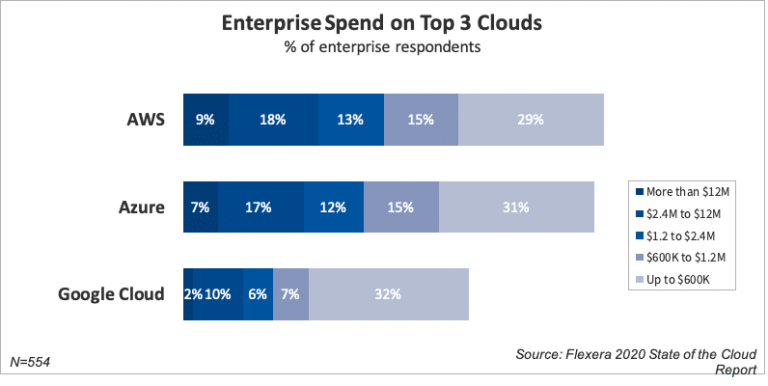 Enterprise Spend on Top 3 Clouds
% of enterprise respondents
AWS
9% 18% 13% 15% 29%
Azure
7% 17% 12% 15% 31%
Google Cloud
2% 10% 6% 7% 32%
More than $12M
$2.4M to $12M
$1.2 to $2.4M
$600K to $1.2M
Up to $600K
N=554
Source: Flexera 2020 State of the Cloud
Report